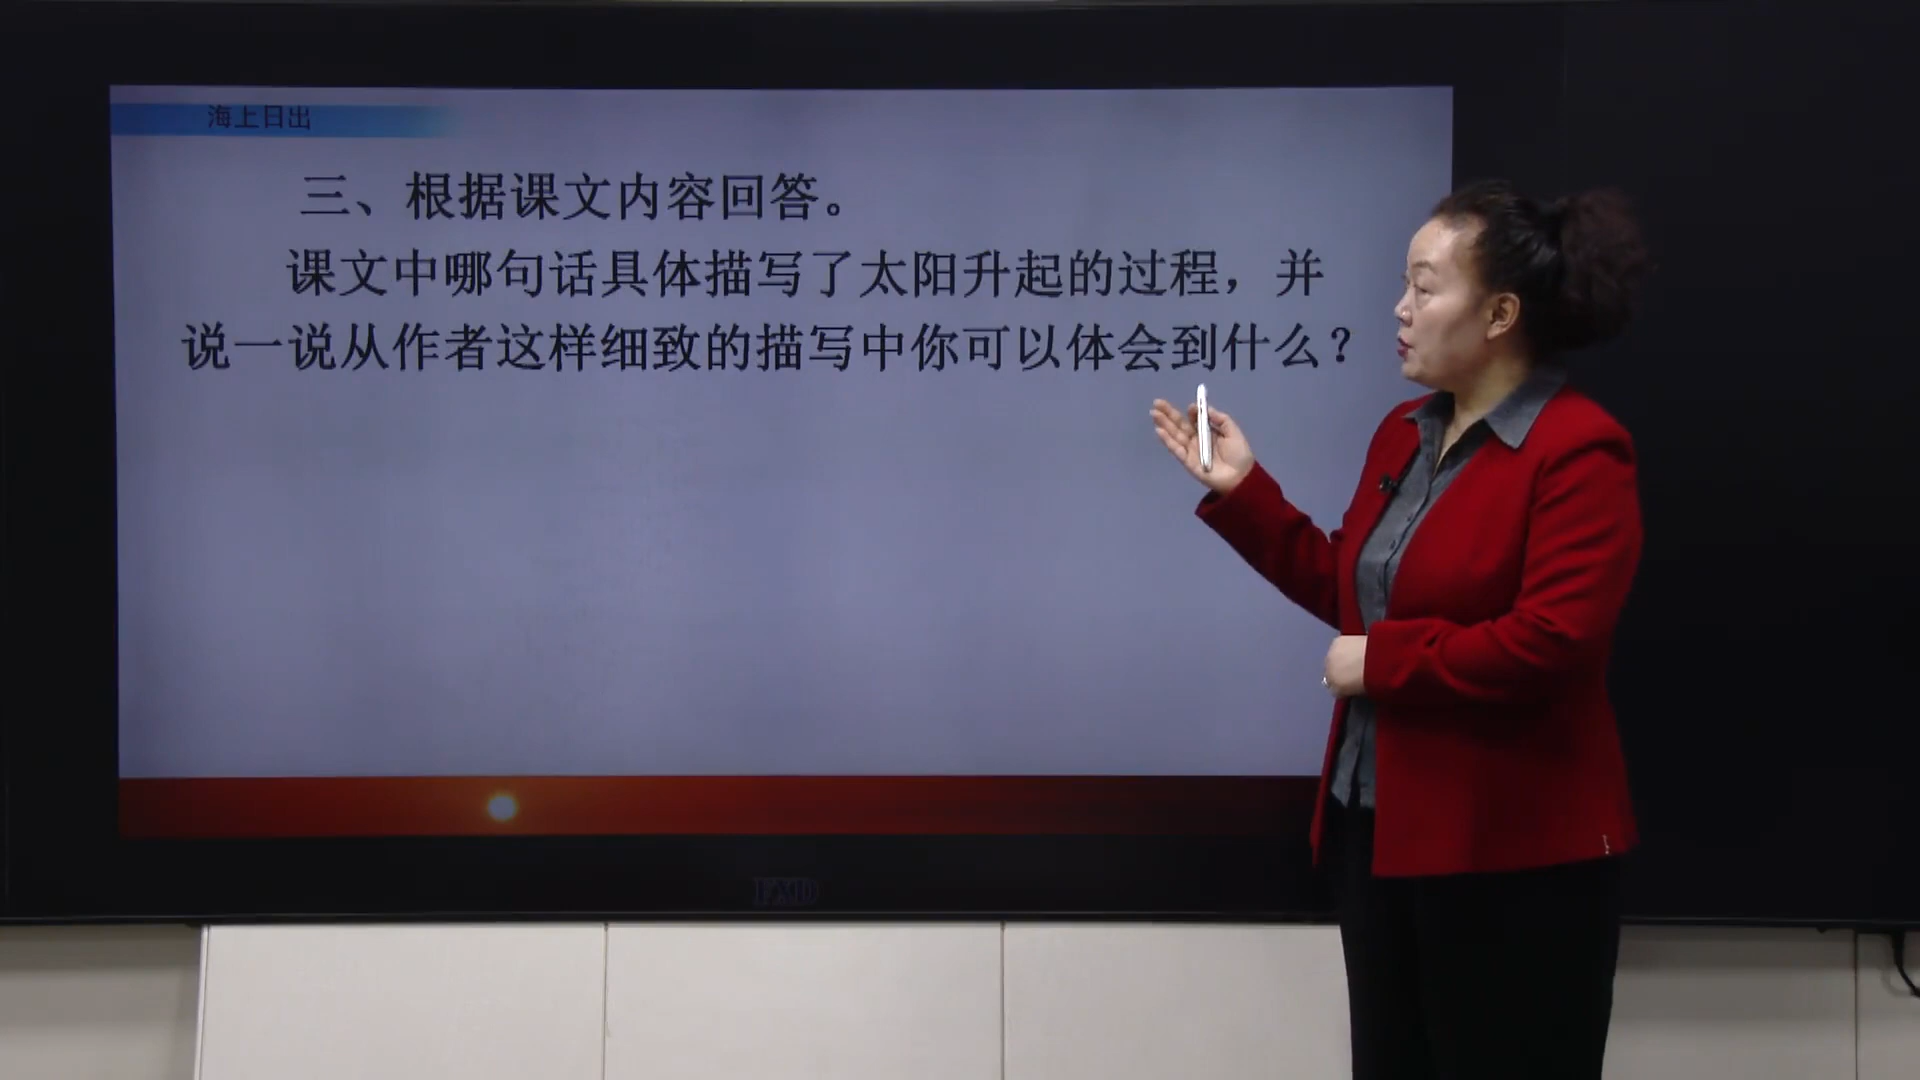 海上日出
三、根据课文内容回答。
课文中哪句话具体描写了太阳升起的过程，并
说一说从作者这样细致的描写中你可以体会到什么？